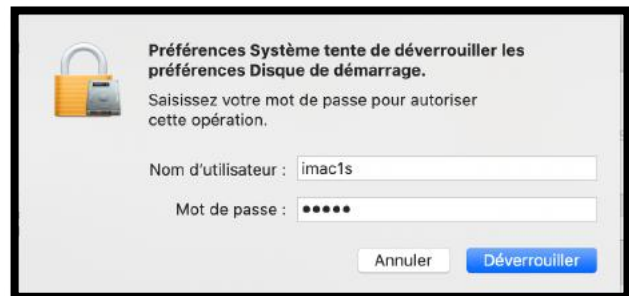 Préférences Système tente de déverrouiller les
préférences Disque de démarrage.
Saisissez votre mot de passe pour autoriser
cette opération.
Nom d'utilisateur : imac1s
Mot de passe : •••••
Annuler Déverrouiller